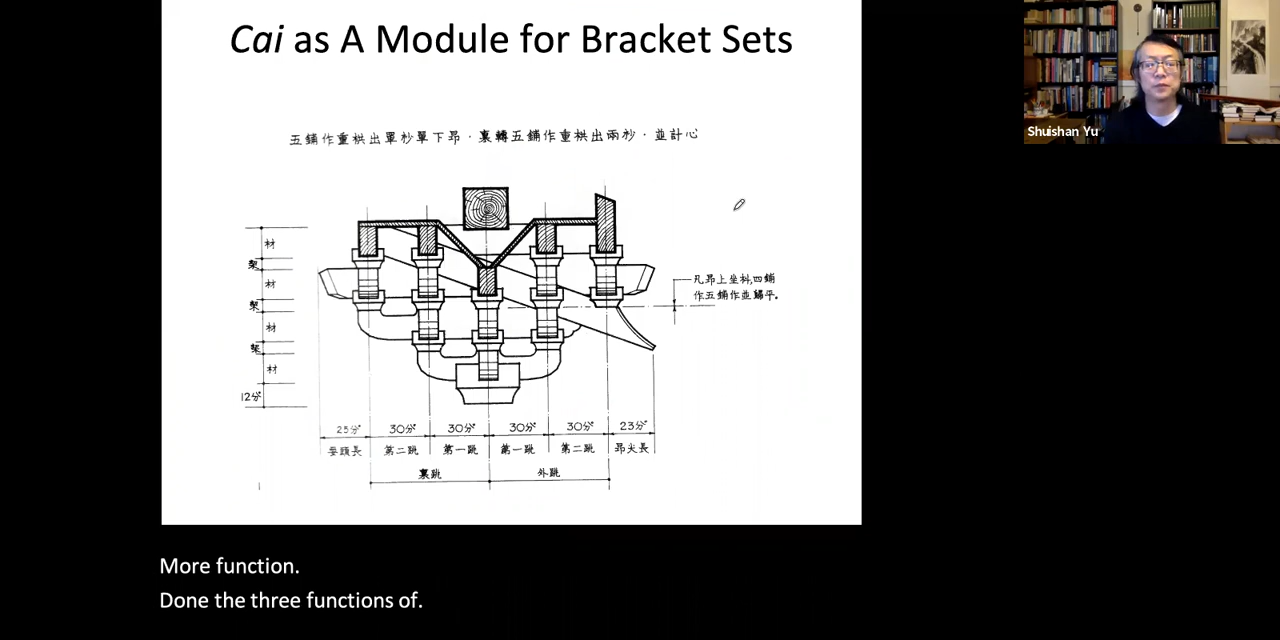 Cai as A Module for Bracket Sets
Shuishan Yu
五鋪作重栱出單杪單下昂·裏轉五鋪作重栱出兩杪·並計心
材
栔
材
栔
材
栔
材
12分°
凡昂上坐枓,四鋪
作五鋪作並歸平。
25分° 30分° 30分° 30分° 30分° 23分°
耍頭長 第二跳 第一跳 第一跳 第二跳 昂尖長
裏跳 外跳
More function.
Done the three functions of.